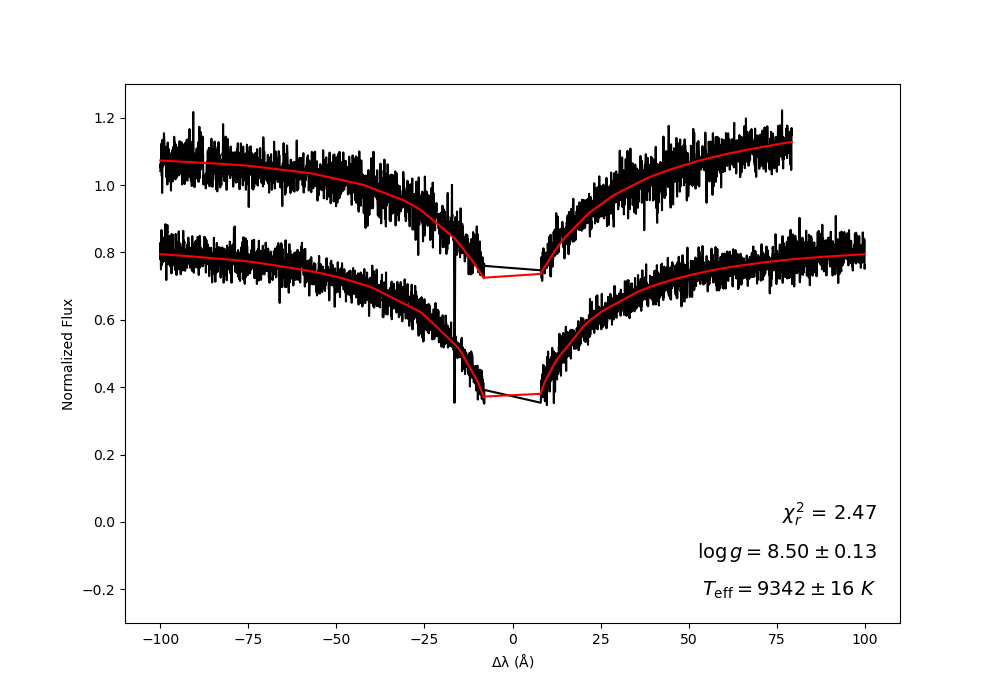 1.2
1.0
0.8
0.6
0.4
0.2
0.0
−0.2
Normalized Flux
χ²ᵣ = 2.47
log g = 8.50 ± 0.13
T_eff = 9342 ± 16 K
−100 −75 −50 −25 0 25 50 75 100
Δλ (Å)